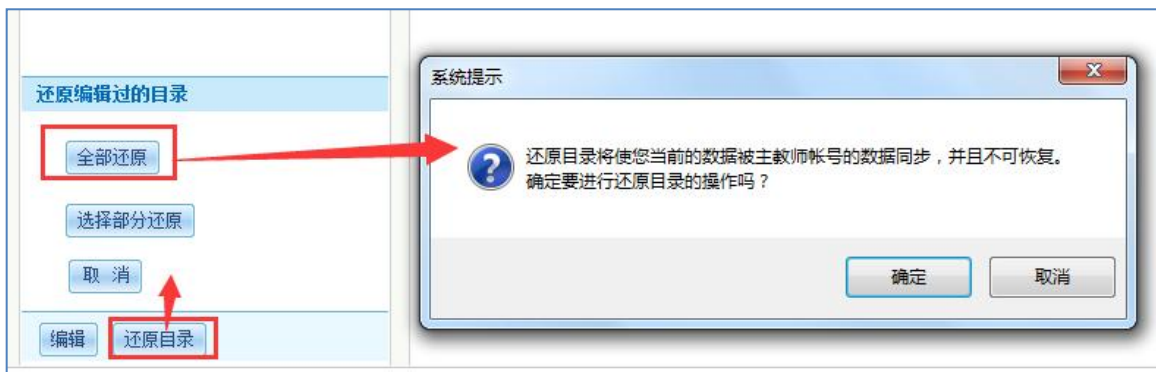 还原编辑过的目录
全部还原
选择部分还原
取 消
编辑
还原目录
系统提示
还原目录将使您当前的数据被主教师帐号的数据同步，并且不可恢复。
确定要进行还原目录的操作吗？
确定
取消